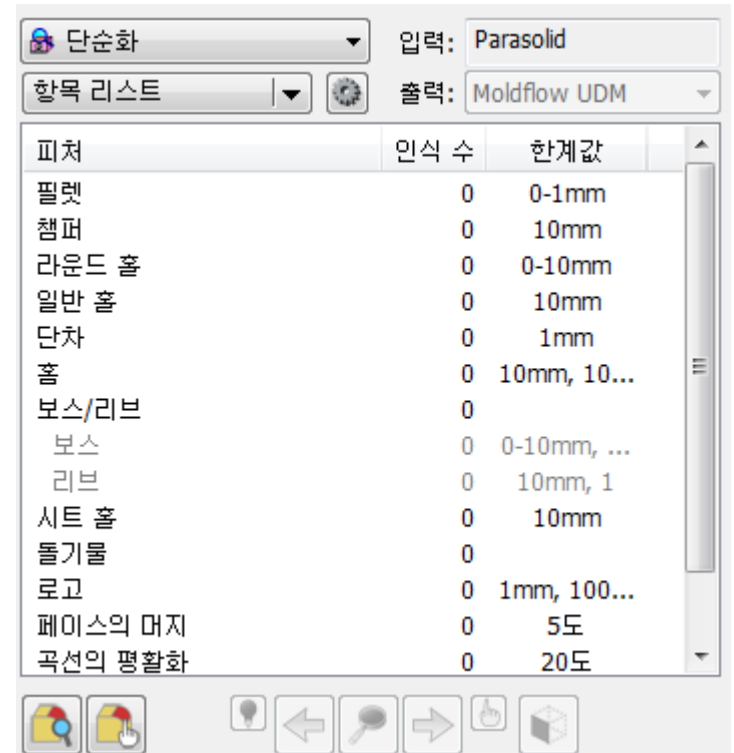 단순화 입력: Parasolid
항목 리스트 출력: Moldflow UDM
피처 인식 수 한계값
필렛 0 0-1mm
챔퍼 0 10mm
라운드 홀 0 0-10mm
일반 홀 0 10mm
단차 0 1mm
홈 0 10mm, 10...
보스/리브 0
보스 0 0-10mm, ...
리브 0 10mm, 1
시트 홀 0 10mm
돌기물 0
로고 0 1mm, 100...
페이스의 머지 0 5도
곡선의 평활화 0 20도